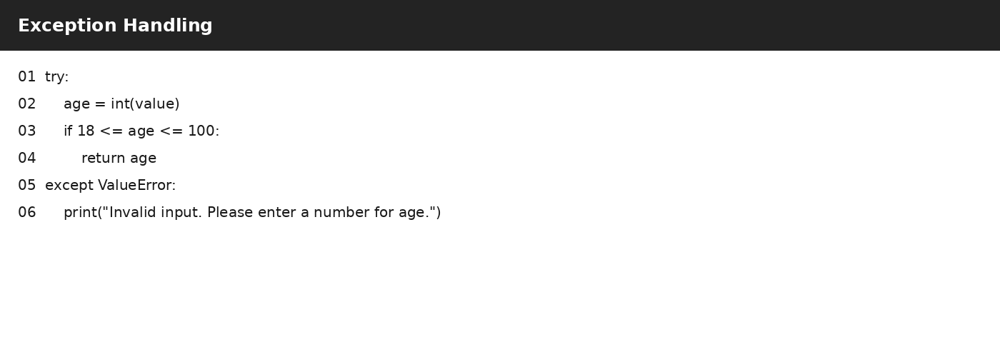 Exception Handling
01 try:
02     age = int(value)
03     if 18 <= age <= 100:
04         return age
05 except ValueError:
06     print("Invalid input. Please enter a number for age.")